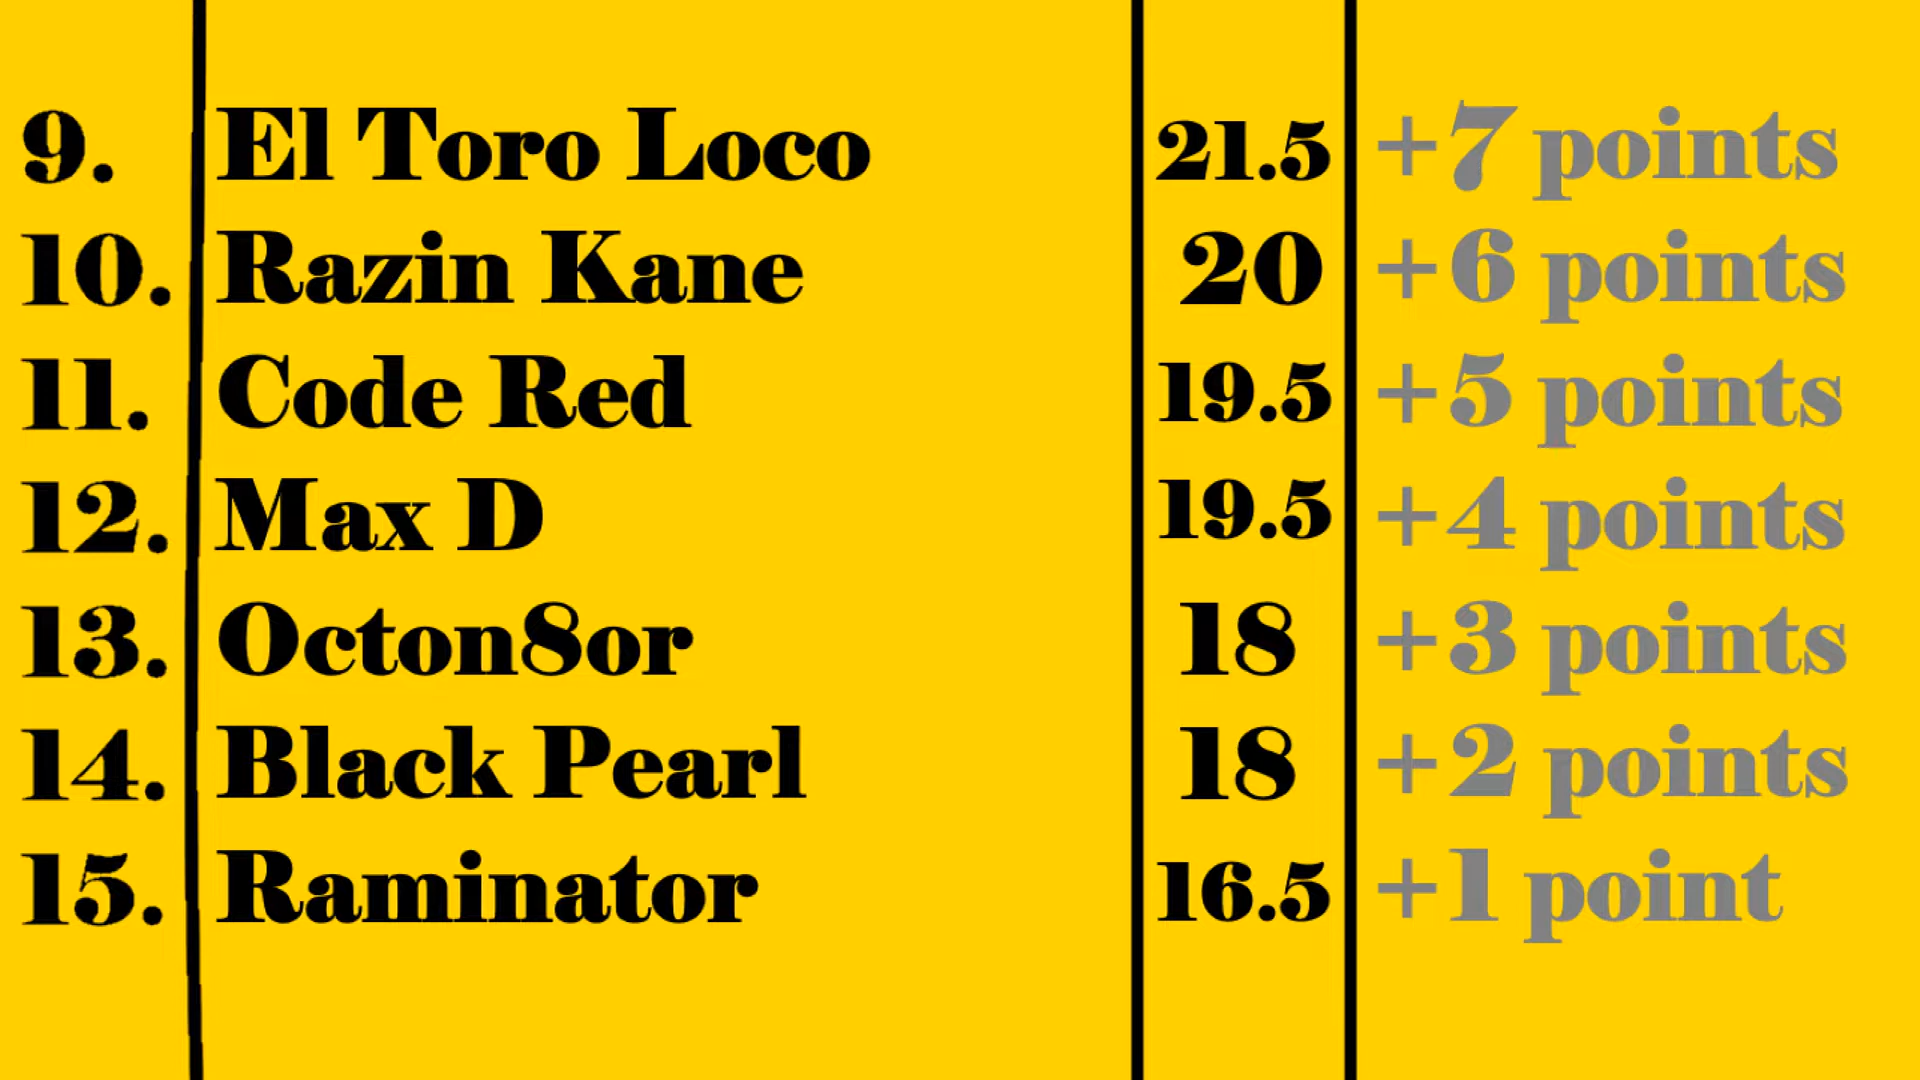 9. El Toro Loco 21.5 +7 points
10. Razin Kane 20 +6 points
11. Code Red 19.5 +5 points
12. Max D 19.5 +4 points
13. Octon8or 18 +3 points
14. Black Pearl 18 +2 points
15. Raminator 16.5 +1 point